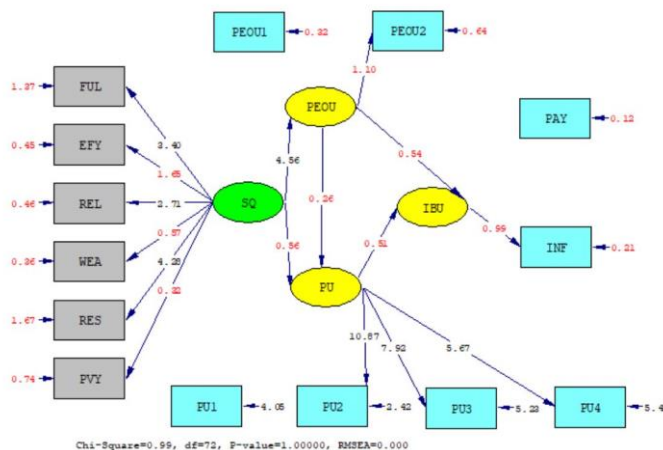 PEOU1 0.32 PEOU2 0.64
1.37 FUL 1.10
PEOU PAY 0.12
0.45 EFY 3.40
1.65 4.56 0.54
0.46 REL 2.71 SQ 0.26 IBU
0.57 0.99
0.36 WEA 4.28 0.56 0.51 INF 0.21
0.32 PU
1.67 RES
10.87 7.92 5.67
0.74 PVY
PU1 4.05 PU2 2.42 PU3 5.23 PU4 5.4
Chi-Square=0.99, df=72, P-value=1.00000, RMSEA=0.000